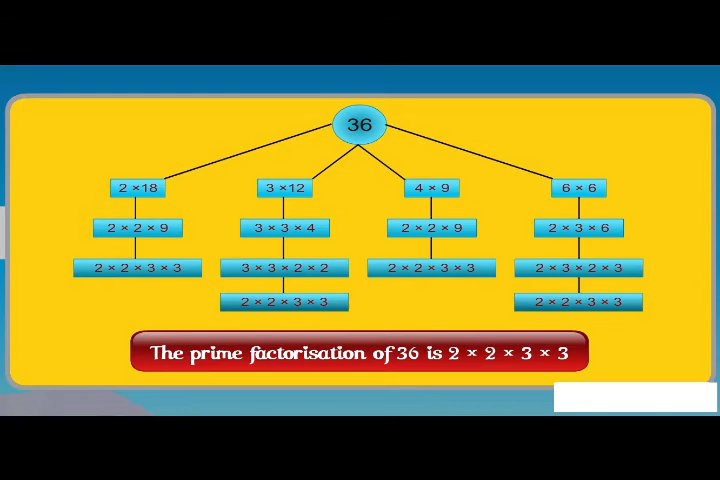 36
2 ×18 3 ×12 4 × 9 6 × 6
2 × 2 × 9 3 × 3 × 4 2 × 2 × 9 2 × 3 × 6
2 × 2 × 3 × 3 3 × 3 × 2 × 2 2 × 2 × 3 × 3 2 × 3 × 2 × 3
2 × 2 × 3 × 3 2 × 2 × 3 × 3
The prime factorisation of 36 is 2 × 2 × 3 × 3